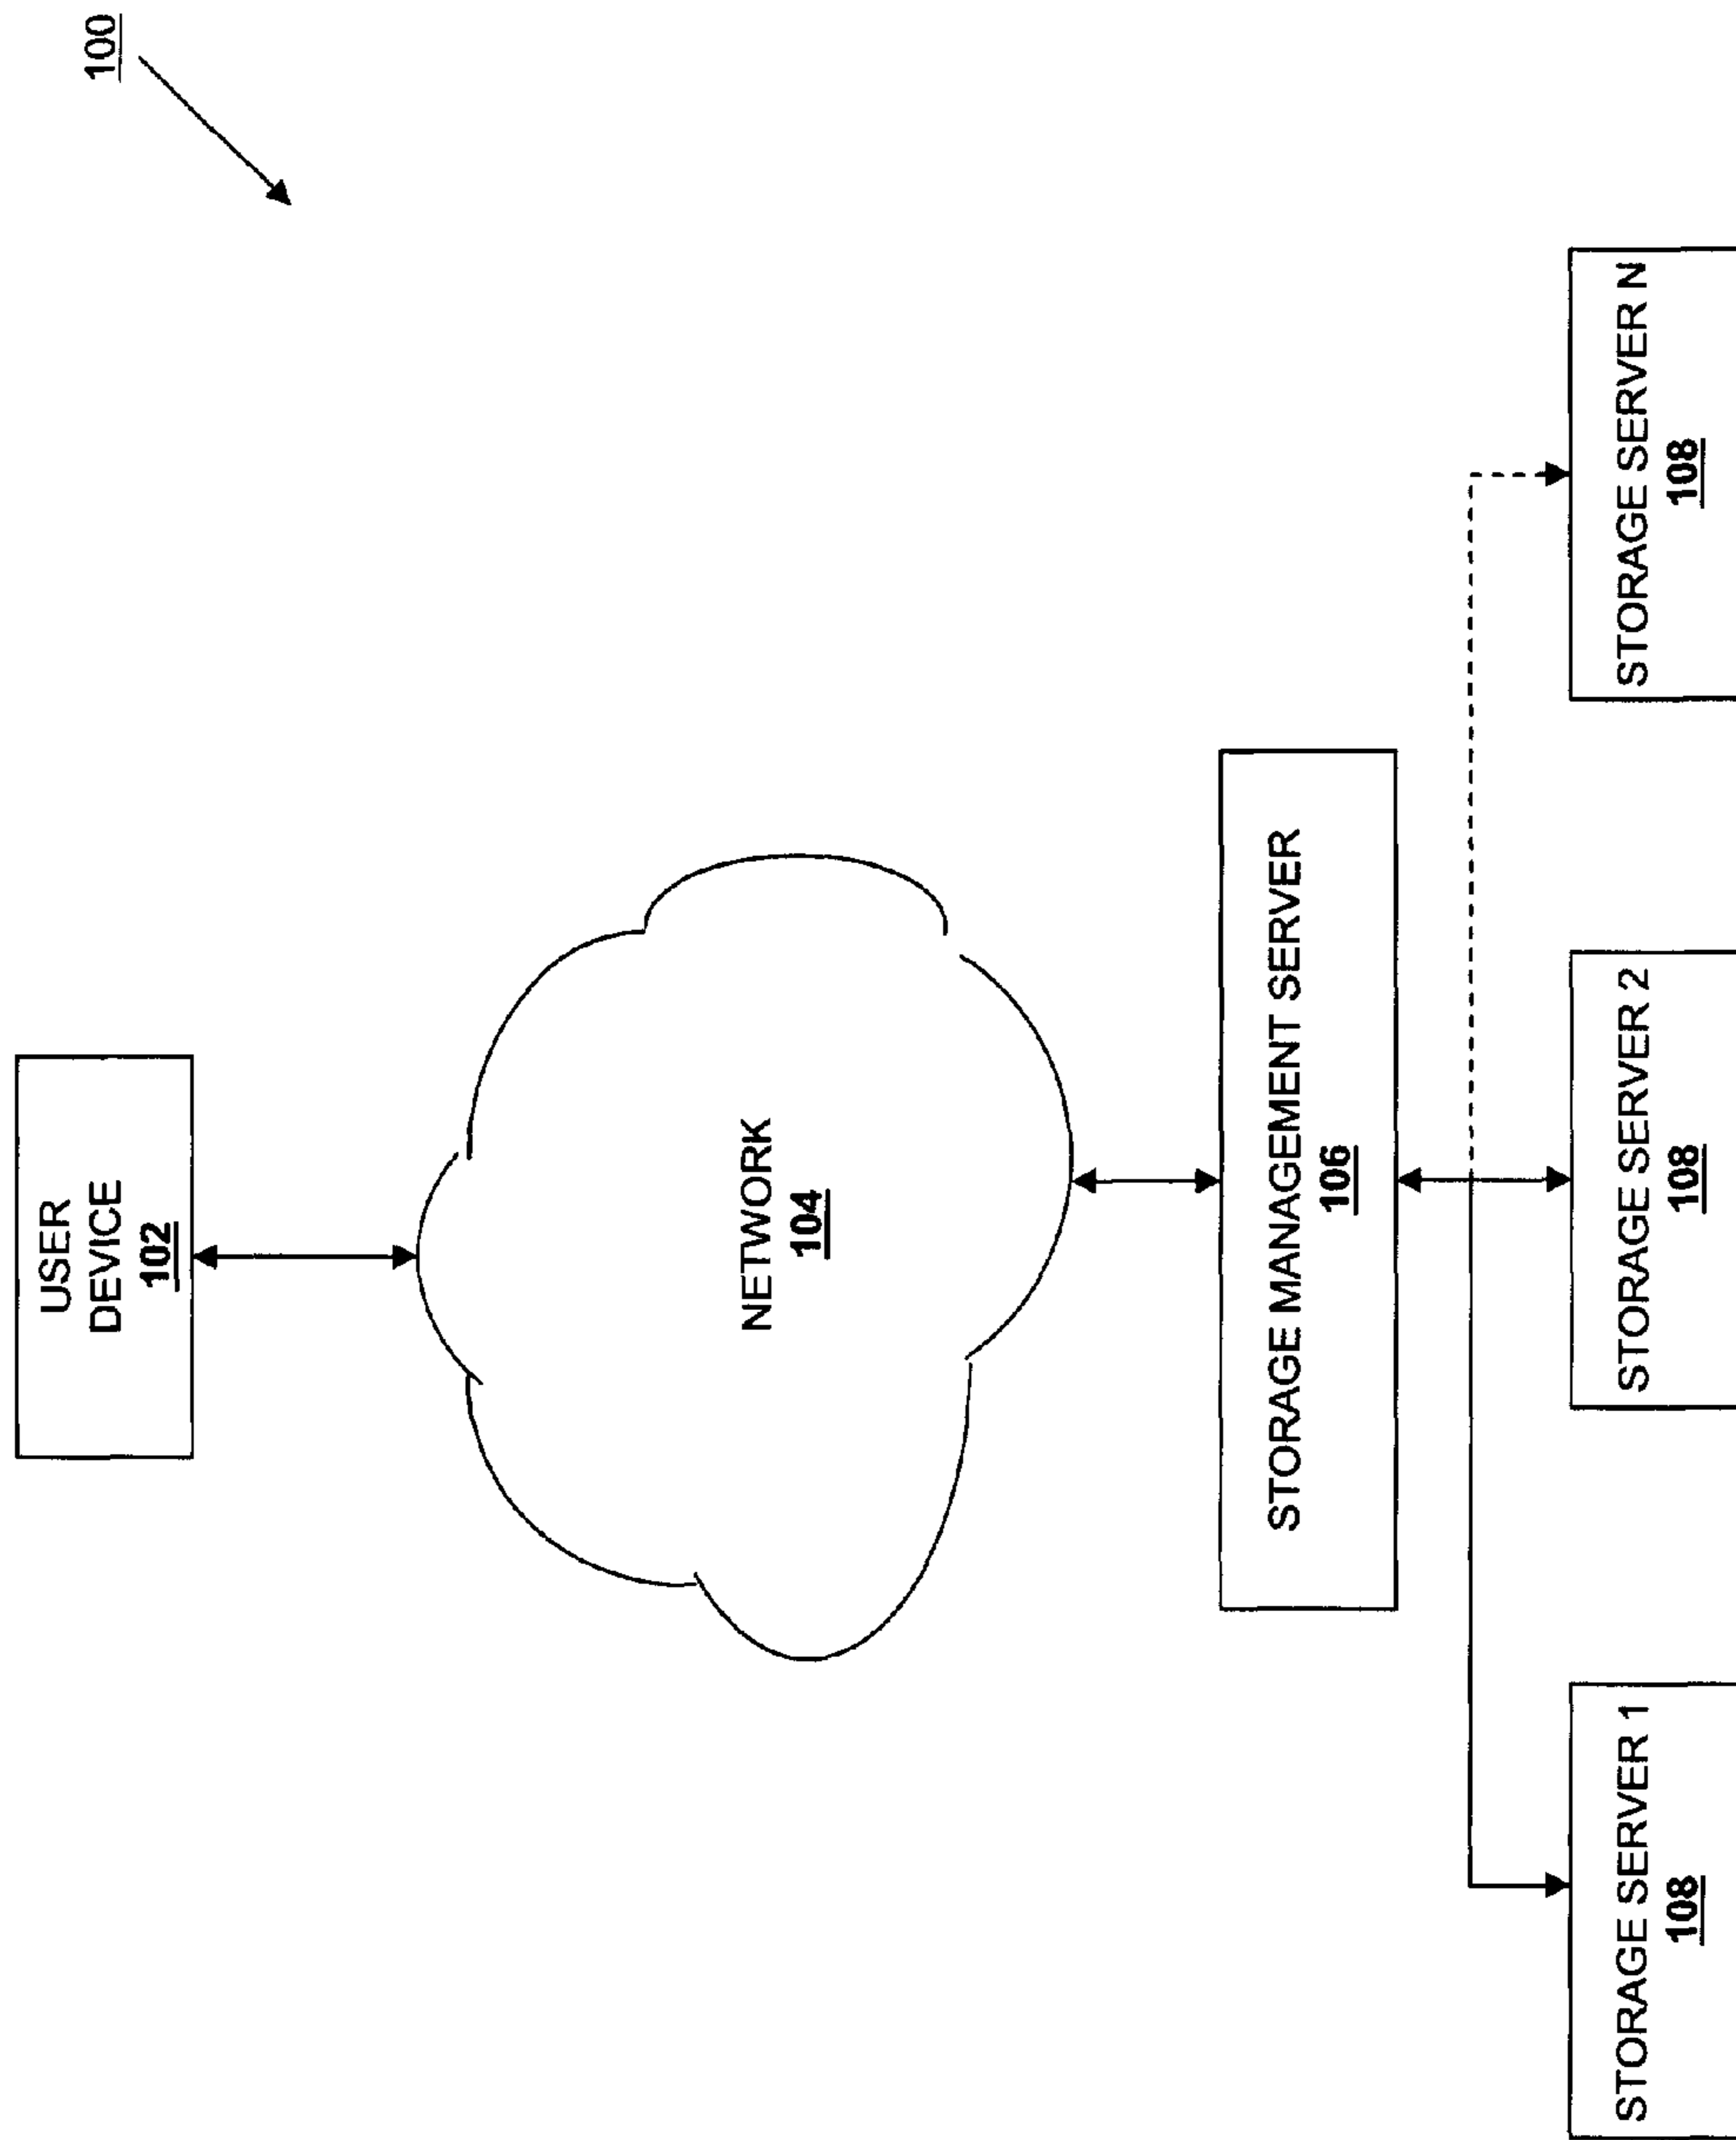 100
USER
DEVICE
102
NETWORK
104
STORAGE MANAGEMENT SERVER
106
STORAGE SERVER 1
108
STORAGE SERVER 2
108
STORAGE SERVER N
108